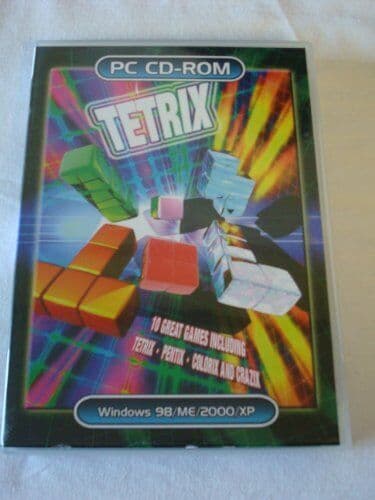 PC CD-ROM
TETRIX
10 GREAT GAMES INCLUDING
TETRIX • PENTIX • COLORIX AND CRAZIX
Windows 98/ME/2000/XP